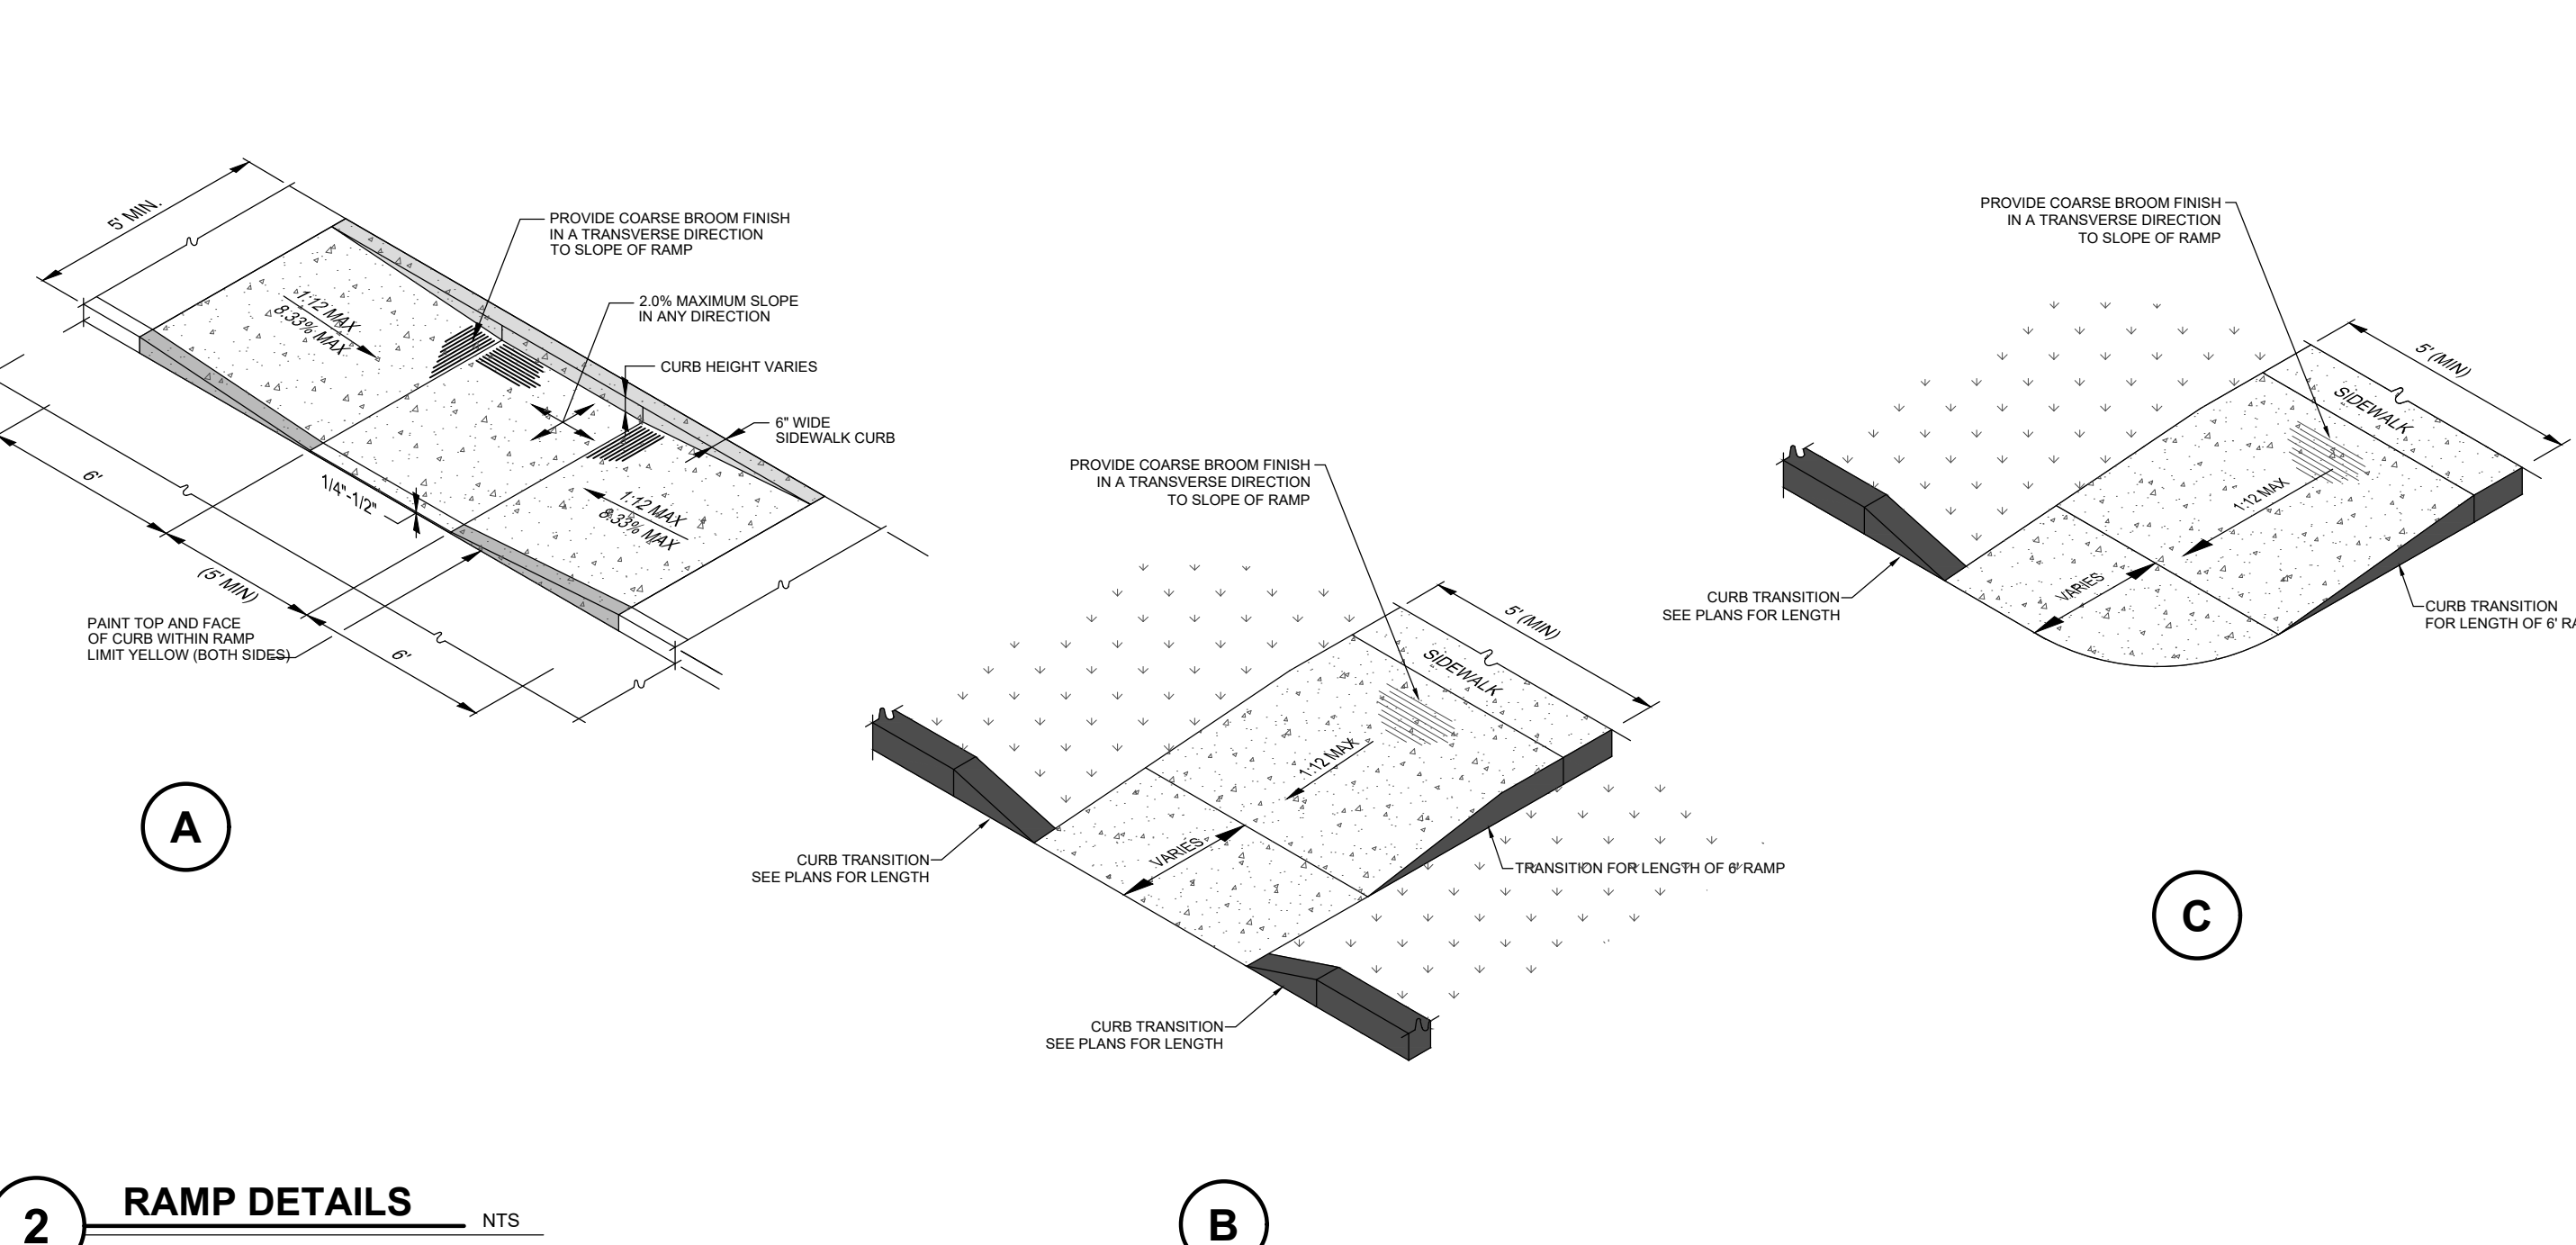 5' MIN.
PROVIDE COARSE BROOM FINISH
IN A TRANSVERSE DIRECTION
TO SLOPE OF RAMP
2.0% MAXIMUM SLOPE
IN ANY DIRECTION
CURB HEIGHT VARIES
6" WIDE
SIDEWALK CURB
1:12 MAX
8.33% MAX
1:12 MAX
8.33% MAX
1/4"-1/2"
6'
(5' MIN)
6'
PAINT TOP AND FACE
OF CURB WITHIN RAMP
LIMIT YELLOW (BOTH SIDES)
A
PROVIDE COARSE BROOM FINISH
IN A TRANSVERSE DIRECTION
TO SLOPE OF RAMP
5' (MIN)
SIDEWALK
1:12 MAX
VARIES
CURB TRANSITION
SEE PLANS FOR LENGTH
TRANSITION FOR LENGTH OF 6' RAMP
CURB TRANSITION
SEE PLANS FOR LENGTH
B
PROVIDE COARSE BROOM FINISH
IN A TRANSVERSE DIRECTION
TO SLOPE OF RAMP
5' (MIN)
SIDEWALK
1:12 MAX
VARIES
CURB TRANSITION
SEE PLANS FOR LENGTH
CURB TRANSITION
FOR LENGTH OF 6' RA
C
2
RAMP DETAILS
NTS